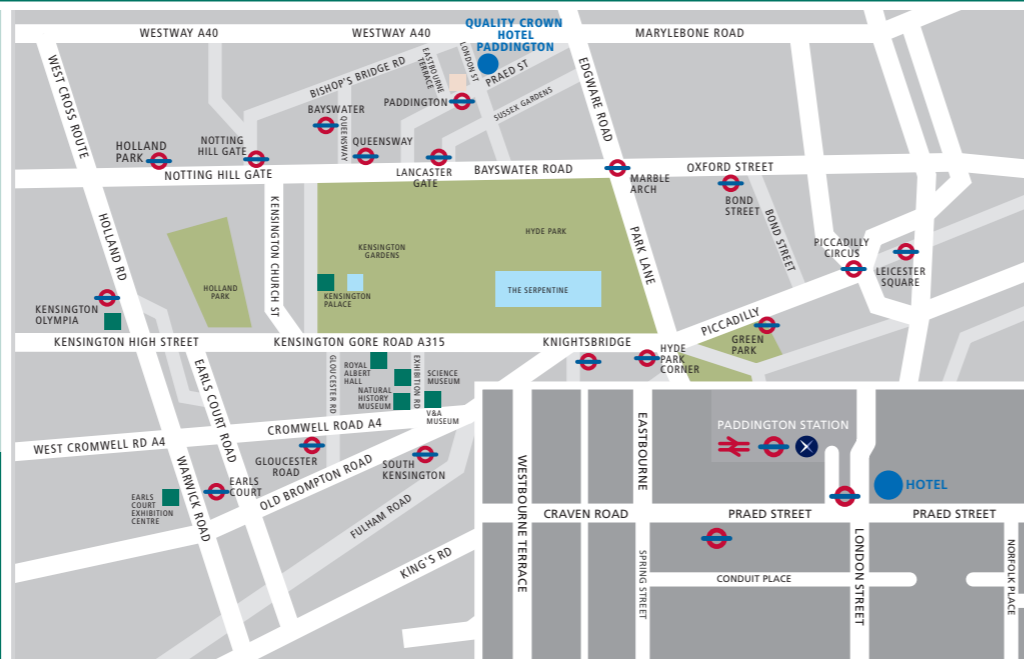 WESTWAY A40
WESTWAY A40
QUALITY CROWN
HOTEL
PADDINGTON
MARYLEBONE ROAD
WEST CROSS ROUTE
BISHOP'S BRIDGE RD
EASTBOURNE
TERRACE
LONDON ST
PRAED ST
EDGWARE ROAD
SUSSEX GARDENS
PADDINGTON
BAYSWATER
QUEENSWAY
QUEENSWAY
HOLLAND
PARK
NOTTING
HILL GATE
NOTTING HILL GATE
LANCASTER
GATE
BAYSWATER ROAD
MARBLE
ARCH
OXFORD STREET
BOND
STREET
BOND STREET
HOLLAND RD
KENSINGTON CHURCH ST
HYDE PARK
KENSINGTON
GARDENS
PARK LANE
PICCADILLY
CIRCUS
LEICESTER
SQUARE
HOLLAND
PARK
KENSINGTON
PALACE
THE SERPENTINE
KENSINGTON
OLYMPIA
PICCADILLY
GREEN
PARK
KENSINGTON HIGH STREET
KENSINGTON GORE ROAD A315
KNIGHTSBRIDGE
HYDE
PARK
CORNER
EARLS COURT ROAD
GLOUCESTER RD
ROYAL
ALBERT
HALL
EXHIBITION RD
SCIENCE
MUSEUM
NATURAL
HISTORY
MUSEUM
V&A
MUSEUM
WEST CROMWELL RD A4
CROMWELL ROAD A4
WARWICK ROAD
GLOUCESTER
ROAD
SOUTH
KENSINGTON
EARLS
COURT
OLD BROMPTON ROAD
EARLS
COURT
EXHIBITION
CENTRE
FULHAM ROAD
KING'S RD
EASTBOURNE
PADDINGTON STATION
HOTEL
WESTBOURNE TERRACE
CRAVEN ROAD
PRAED STREET
PRAED STREET
SPRING STREET
CONDUIT PLACE
LONDON STREET
NORFOLK PLACE